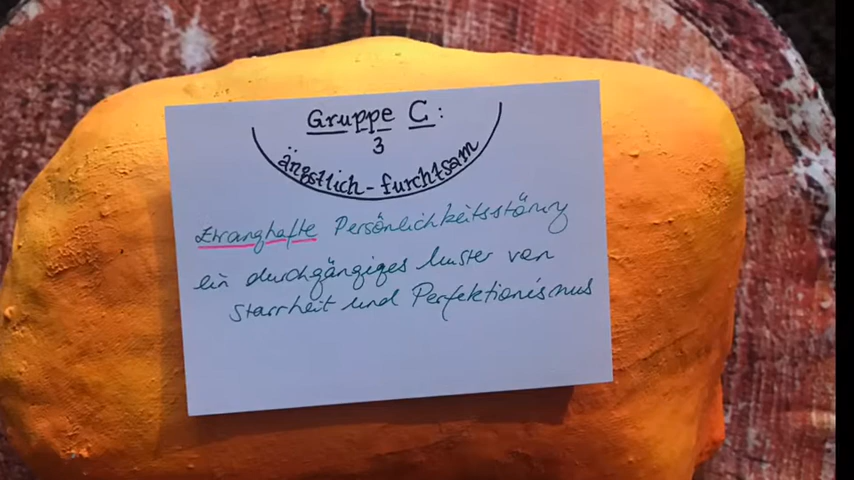 Gruppe C:
3
ängstlich - furchtsam
Zwanghafte Persönlichkeitsstörung
ein durchgängiges Muster von
Starrheit und Perfektionismus